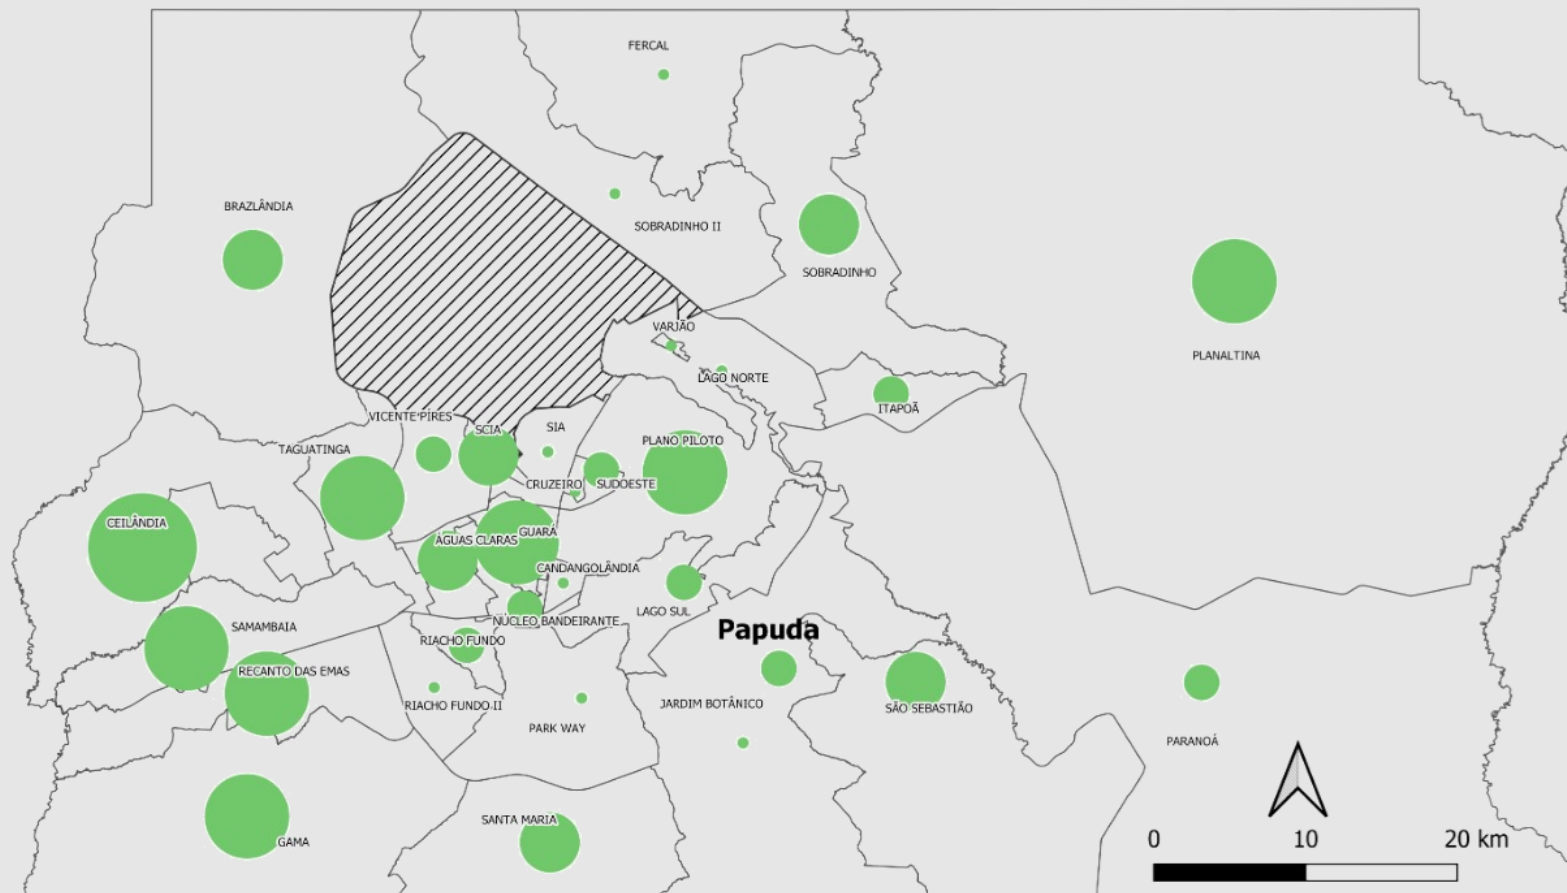 FERCAL
BRAZLÂNDIA
SOBRADINHO II
SOBRADINHO
VARJÃO
PLANALTINA
LAGO NORTE
ITAPOÃ
VICENTE PÍRES
SCIA
SIA
TAGUATINGA
PLANO PILOTO
CRUZEIRO
SUDOESTE
CEILÂNDIA
ÁGUAS CLARAS
GUARÁ
CANDANGOLÂNDIA
LAGO SUL
NÚCLEO BANDEIRANTE
SAMAMBAIA
Papuda
RIACHO FUNDO
RECANTO DAS EMAS
RIACHO FUNDO II
JARDIM BOTÂNICO
SÃO SEBASTIÃO
PARK WAY
PARANOÁ
SANTA MARIA
GAMA
0 10 20 km